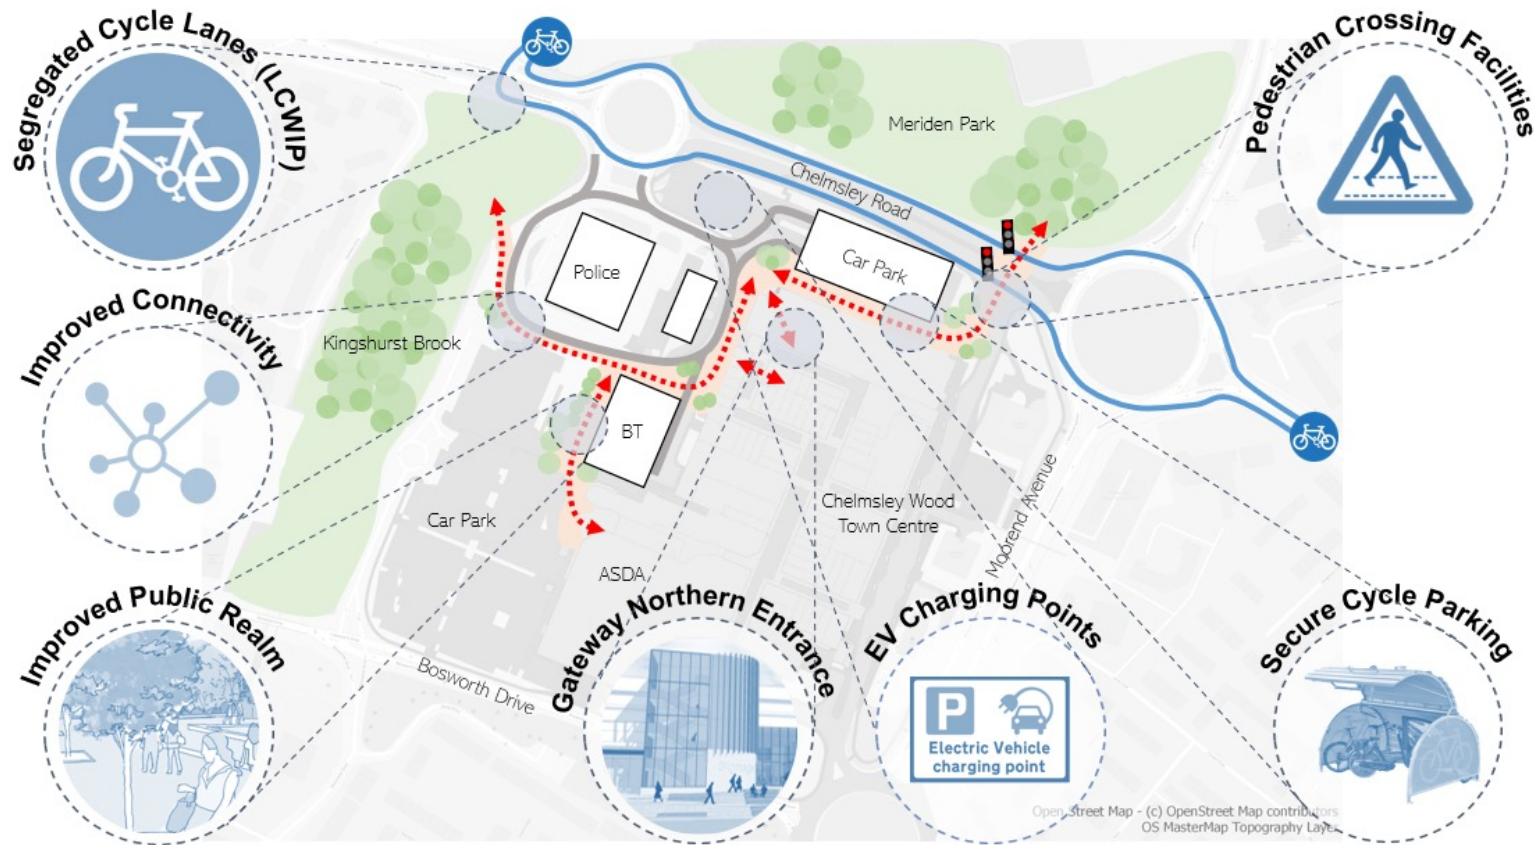 Segregated Cycle Lanes (LCWIP)
Pedestrian Crossing Facilities
Meriden Park
Chelmsley Road
Police
Car Park
Improved Connectivity
Kingshurst Brook
BT
Car Park
Chelmsley Wood
Town Centre
Moorend Avenue
ASDA
Improved Public Realm
Bosworth Drive
Gateway Northern Entrance
EV Charging Points
P
Electric Vehicle
charging point
Secure Cycle Parking
Open Street Map - (c) OpenStreet Map contributors
OS MasterMap Topography Layer